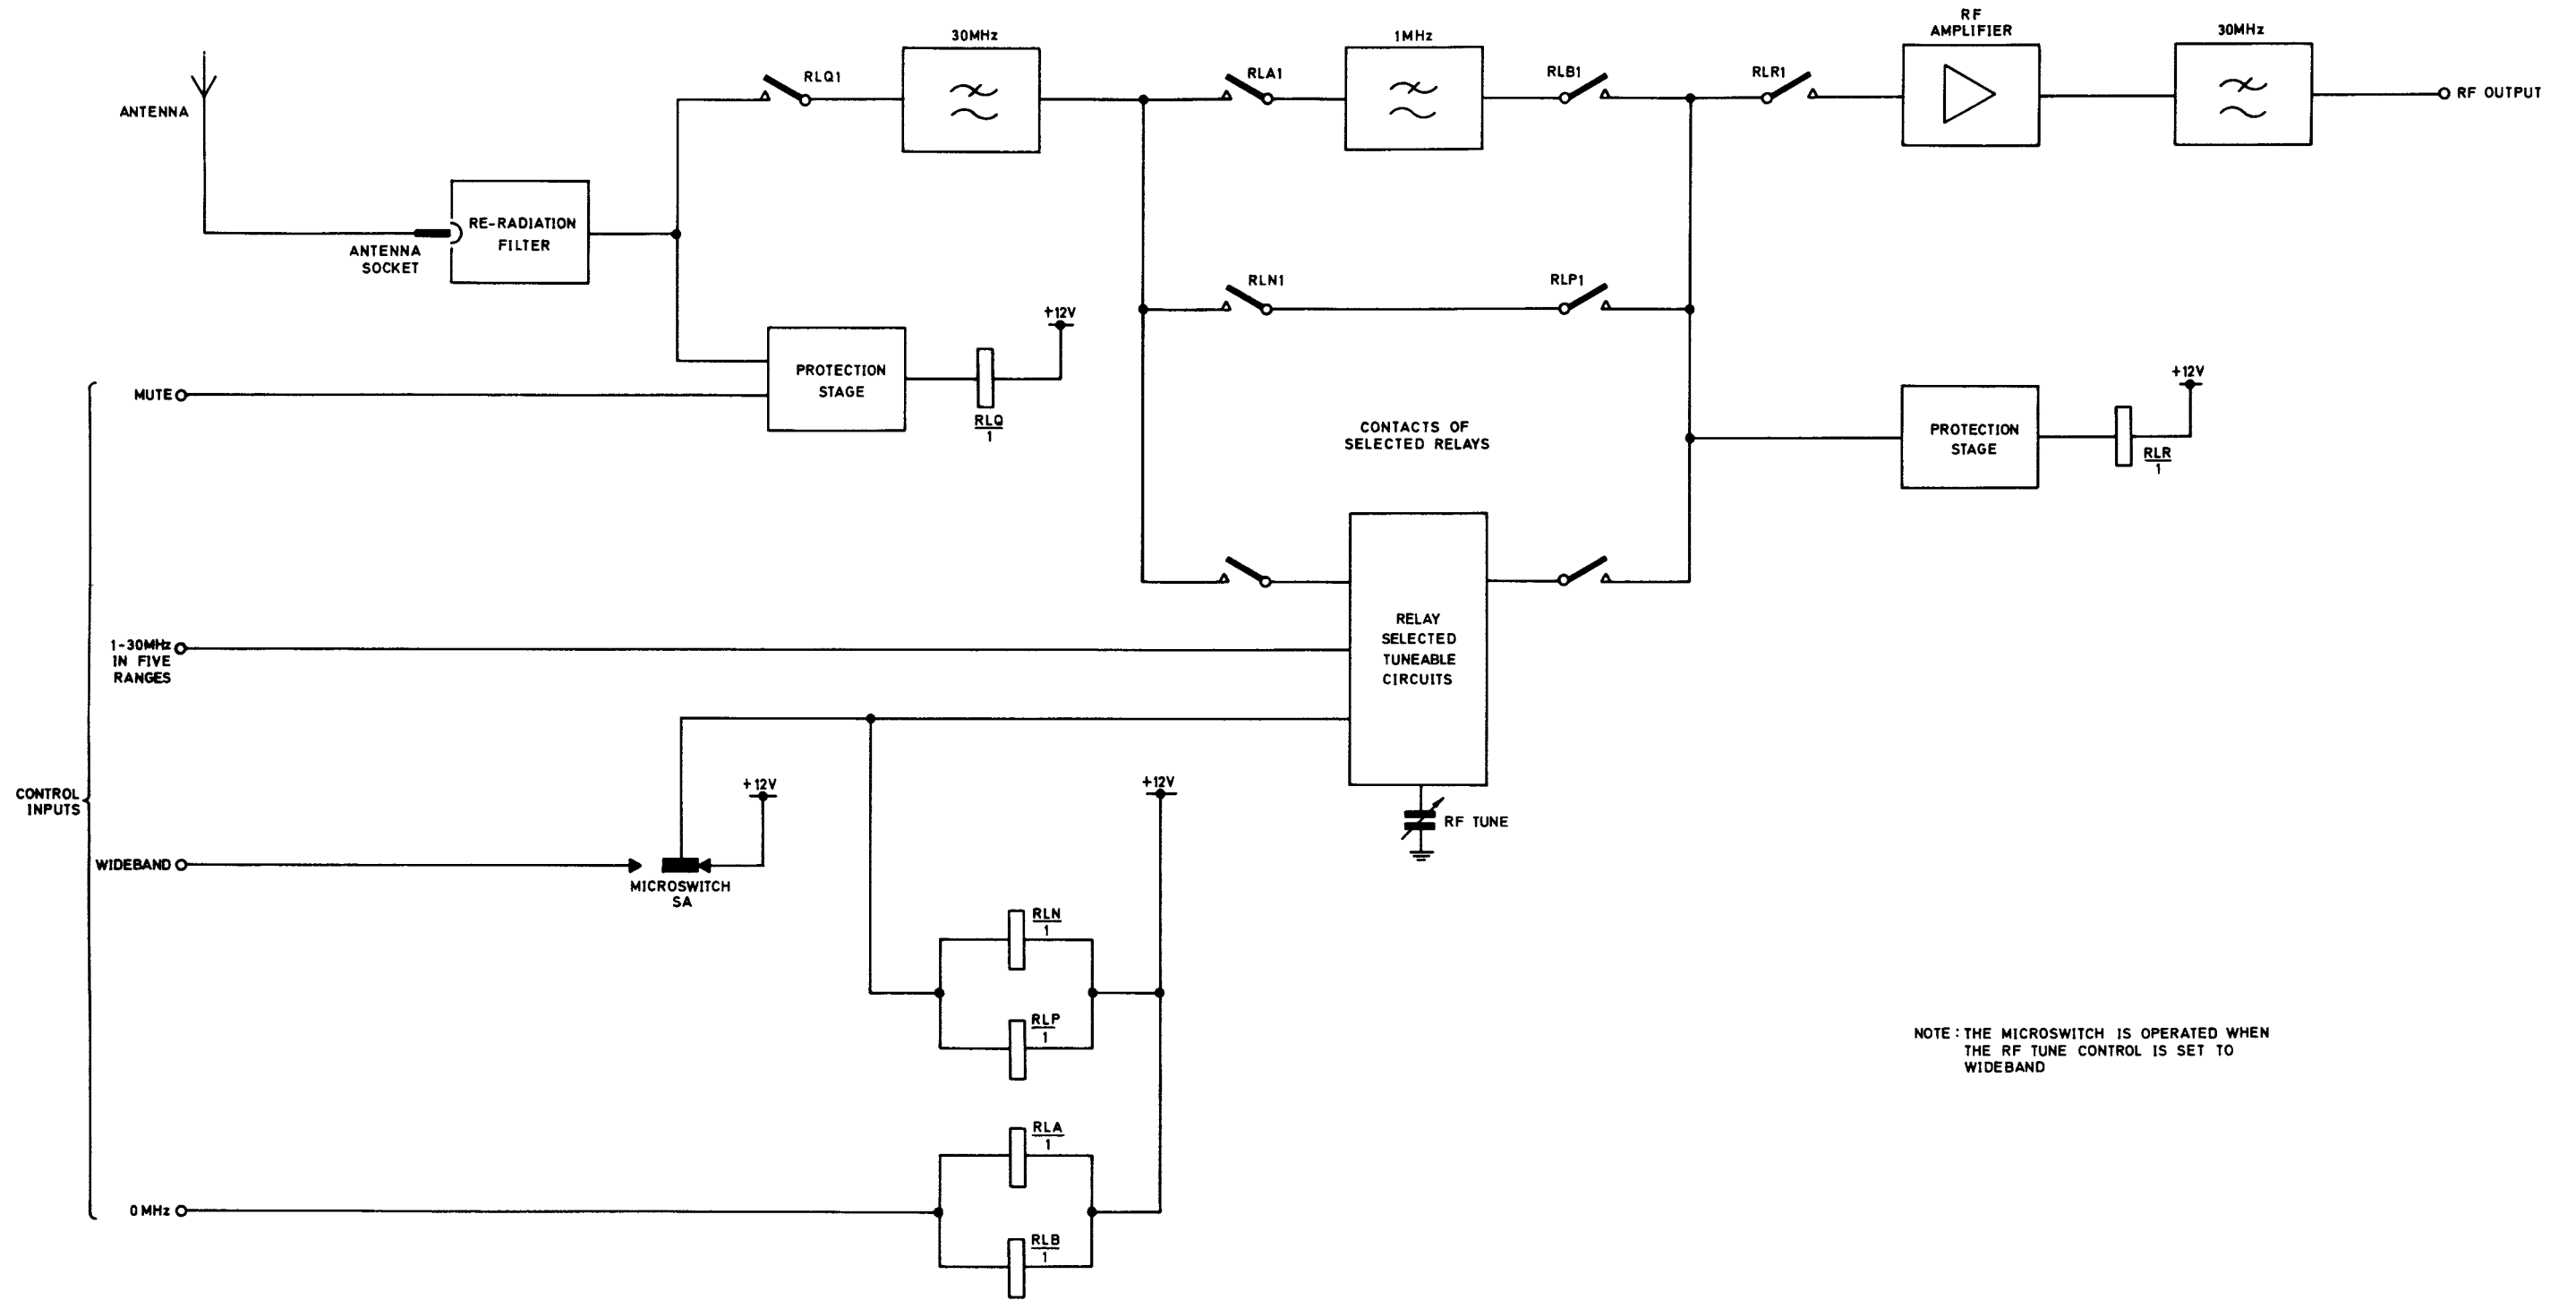 RF
AMPLIFIER
30MHz
1MHz
30MHz
RLQ1
RLA1
RLB1
RLR1
RF OUTPUT
ANTENNA
RE-RADIATION
FILTER
ANTENNA
SOCKET
RLN1
RLP1
+12V
PROTECTION
STAGE
RLQ
1
MUTE
CONTACTS OF
SELECTED RELAYS
+12V
PROTECTION
STAGE
RLR
1
1-30MHz
IN FIVE
RANGES
RELAY
SELECTED
TUNEABLE
CIRCUITS
CONTROL
INPUTS
+12V
+12V
RF TUNE
WIDEBAND
MICROSWITCH
SA
RLN
1
RLP
1
NOTE : THE MICROSWITCH IS OPERATED WHEN
THE RF TUNE CONTROL IS SET TO
WIDEBAND
RLA
1
0 MHz
RLB
1